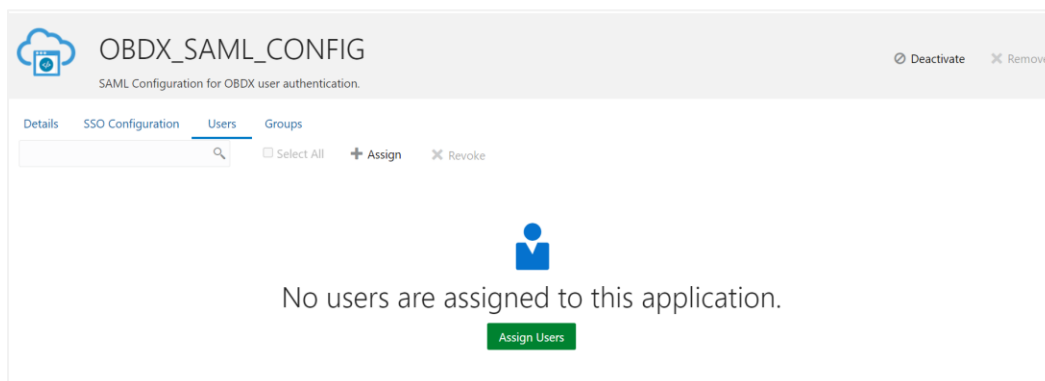 OBDX_SAML_CONFIG
SAML Configuration for OBDX user authentication.
Deactivate
Remove
Details SSO Configuration Users Groups
Select All Assign Revoke
No users are assigned to this application.
Assign Users